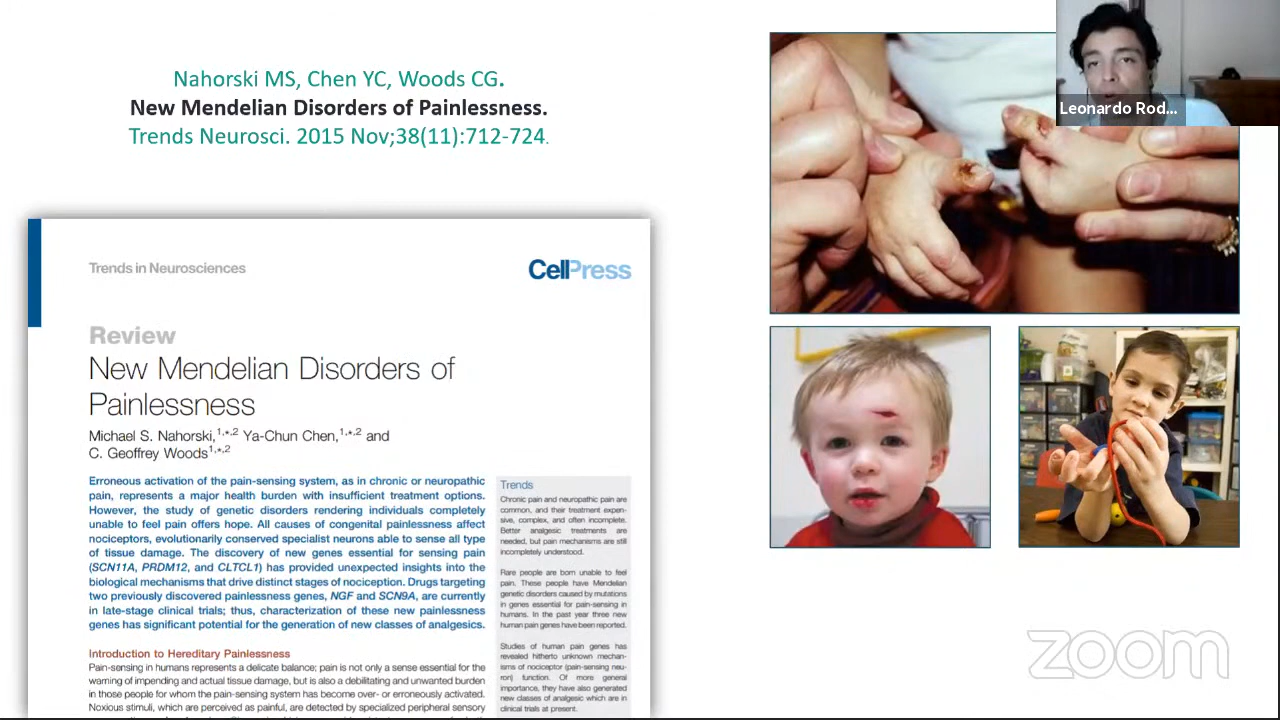 Nahorski MS, Chen YC, Woods CG.
New Mendelian Disorders of Painlessness.
Trends Neurosci. 2015 Nov;38(11):712-724.
Leonardo Rod...
Trends in Neurosciences
CellPress
Review
New Mendelian Disorders of
Painlessness
Michael S. Nahorski,1,*,2 Ya-Chun Chen,1,*,2 and
C. Geoffrey Woods1,*,2
Erroneous activation of the pain-sensing system, as in chronic or neuropathic
pain, represents a major health burden with insufficient treatment options.
However, the study of genetic disorders rendering individuals completely
unable to feel pain offers hope. All causes of congenital painlessness affect
nociceptors, evolutionarily conserved specialist neurons able to sense all type
of tissue damage. The discovery of new genes essential for sensing pain
(SCN11A, PRDM12, and CLTCL1) has provided unexpected insights into the
biological mechanisms that drive distinct stages of nociception. Drugs targeting
two previously discovered painlessness genes, NGF and SCN9A, are currently
in late-stage clinical trials; thus, characterization of these new painlessness
genes has significant potential for the generation of new classes of analgesics.
Introduction to Hereditary Painlessness
Pain-sensing in humans represents a delicate balance; pain is not only a sense essential for the
warning of impending and actual tissue damage, but is also a debilitating and unwanted burden
in those people for whom the pain-sensing system has become over- or erroneously activated.
Noxious stimuli, which are perceived as painful, are detected by specialized peripheral sensory
Trends
Chronic pain and neuropathic pain are
common, and their treatment expen-
sive, complex, and often incomplete.
Better analgesic treatments are
needed, but pain mechanisms are still
incompletely understood.
Rare people are born unable to feel
pain. These people have Mendelian
genetic disorders caused by mutations
in genes essential for pain-sensing in
humans. In the past year three new
human pain genes have been reported.
Studies of human pain genes has
revealed hitherto unknown mechan-
isms of nociceptor (pain-sensing neu-
ron) function. Of more general
importance, they have also generated
new classes of analgesic which are in
clinical trials at present.
zoom